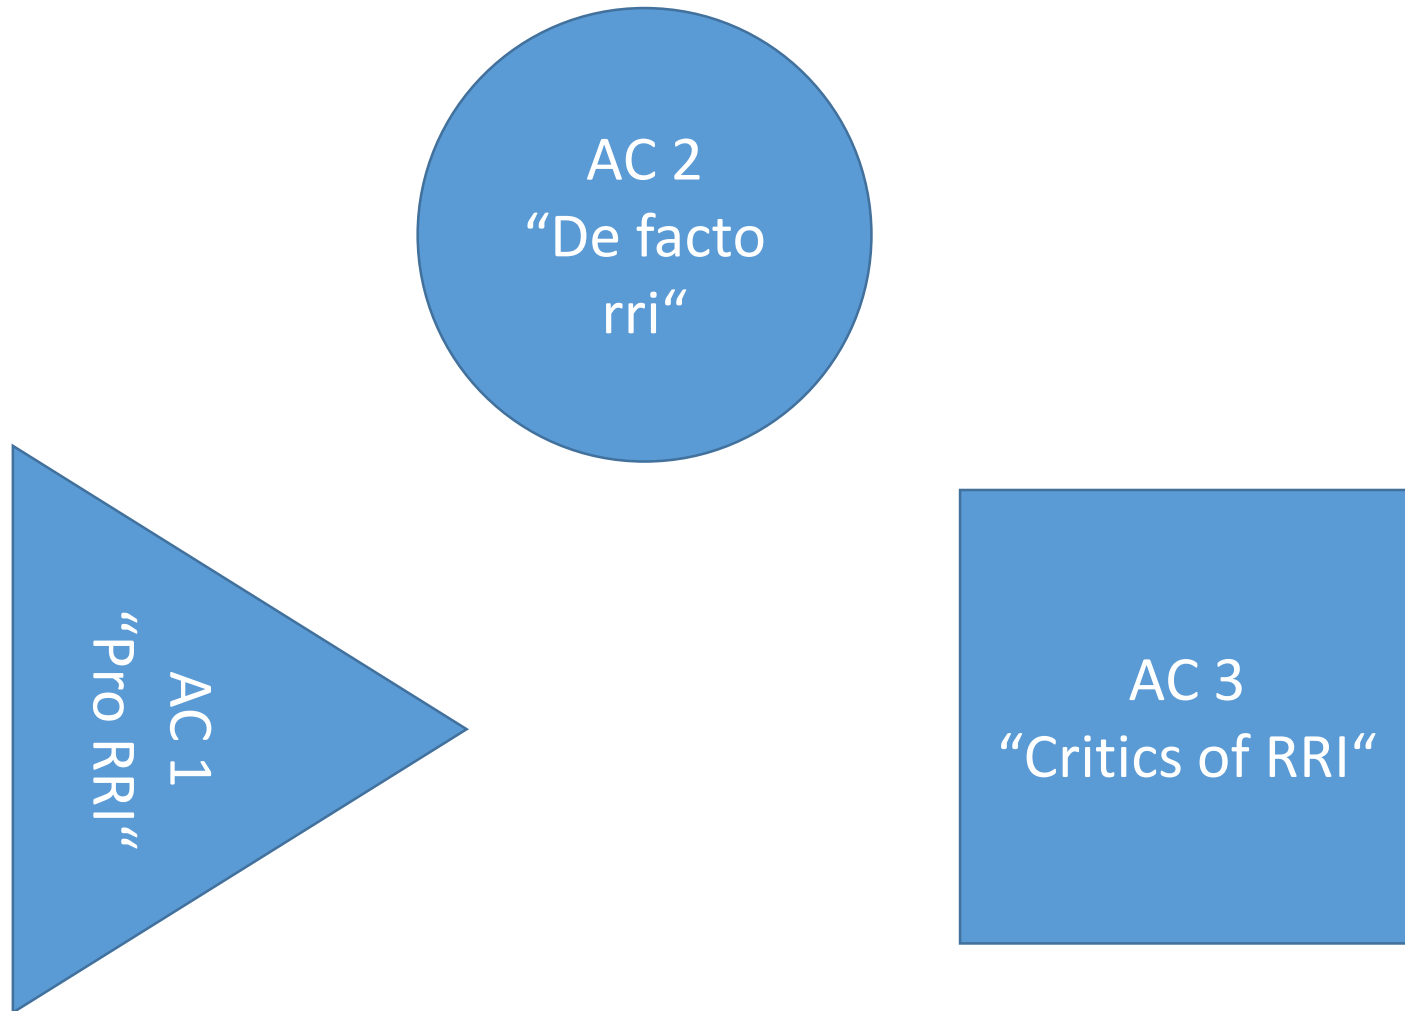 AC 2
“De facto
rri“
AC 1
“Pro RRI“
AC 3
“Critics of RRI“